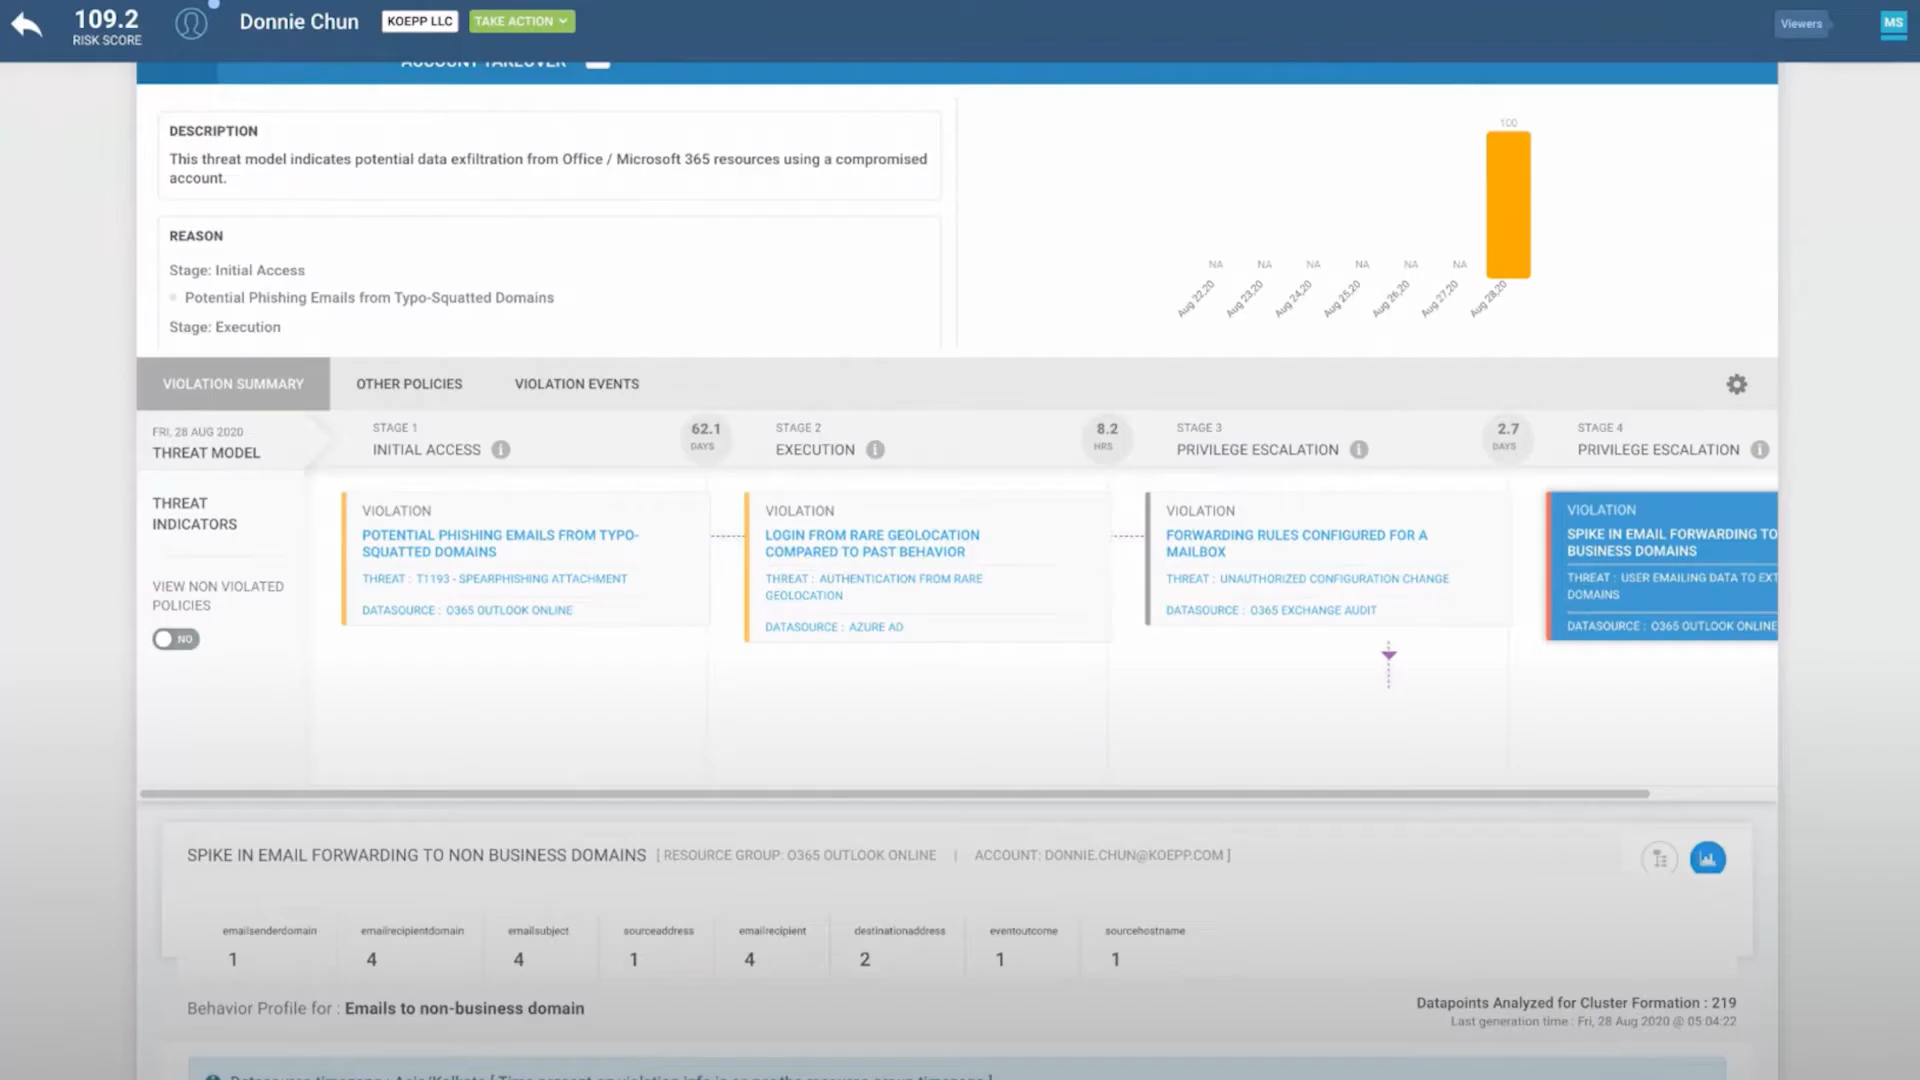 109.2
RISK SCORE
Donnie Chun
KOEPP LLC
TAKE ACTION
Viewers
MS
ACCOUNT TAKEOVER
DESCRIPTION
This threat model indicates potential data exfiltration from Office / Microsoft 365 resources using a compromised
account.
REASON
Stage: Initial Access
Potential Phishing Emails from Typo-Squatted Domains
Stage: Execution
100
NA NA NA NA NA NA
Aug 22,20 Aug 23,20 Aug 24,20 Aug 25,20 Aug 26,20 Aug 27,20 Aug 28,20
VIOLATION SUMMARY OTHER POLICIES VIOLATION EVENTS
FRI, 28 AUG 2020
THREAT MODEL
STAGE 1
INITIAL ACCESS
62.1
DAYS
STAGE 2
EXECUTION
8.2
HRS
STAGE 3
PRIVILEGE ESCALATION
2.7
DAYS
STAGE 4
PRIVILEGE ESCALATION
THREAT
INDICATORS
VIEW NON VIOLATED
POLICIES
NO
VIOLATION
POTENTIAL PHISHING EMAILS FROM TYPO-
SQUATTED DOMAINS
THREAT : T1193 - SPEARPHISHING ATTACHMENT
DATASOURCE : O365 OUTLOOK ONLINE
VIOLATION
LOGIN FROM RARE GEOLOCATION
COMPARED TO PAST BEHAVIOR
THREAT : AUTHENTICATION FROM RARE
GEOLOCATION
DATASOURCE : AZURE AD
VIOLATION
FORWARDING RULES CONFIGURED FOR A
MAILBOX
THREAT : UNAUTHORIZED CONFIGURATION CHANGE
DATASOURCE : O365 EXCHANGE AUDIT
VIOLATION
SPIKE IN EMAIL FORWARDING TO
BUSINESS DOMAINS
THREAT : USER EMAILING DATA TO EXT
DOMAINS
DATASOURCE : O365 OUTLOOK ONLINE
SPIKE IN EMAIL FORWARDING TO NON BUSINESS DOMAINS [ RESOURCE GROUP: O365 OUTLOOK ONLINE | ACCOUNT: DONNIE.CHUN@KOEPP.COM ]
emailsenderdomain emailrecipientdomain emailsubject sourceaddress emailrecipient destinationaddress eventoutcome sourcehostname
1 4 4 1 4 2 1 1
Behavior Profile for : Emails to non-business domain
Datapoints Analyzed for Cluster Formation : 219
Last generation time : Fri, 28 Aug 2020 @ 05:04:22